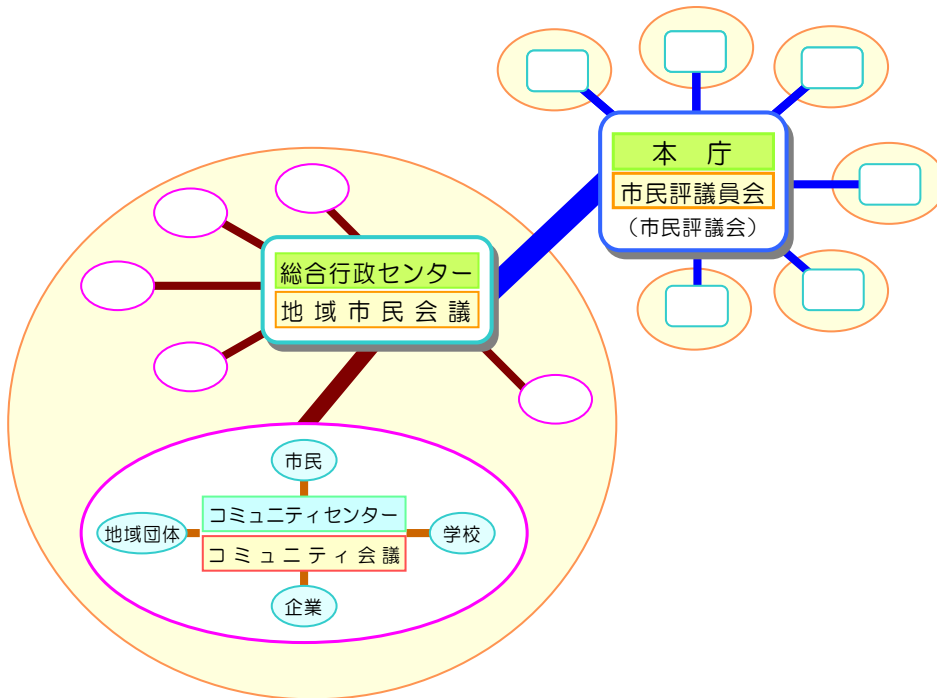 本　庁
市民評議員会
（市民評議会）
総合行政センター
地域市民会議
市民
コミュニティセンター
地域団体
学校
コミュニティ会議
企業